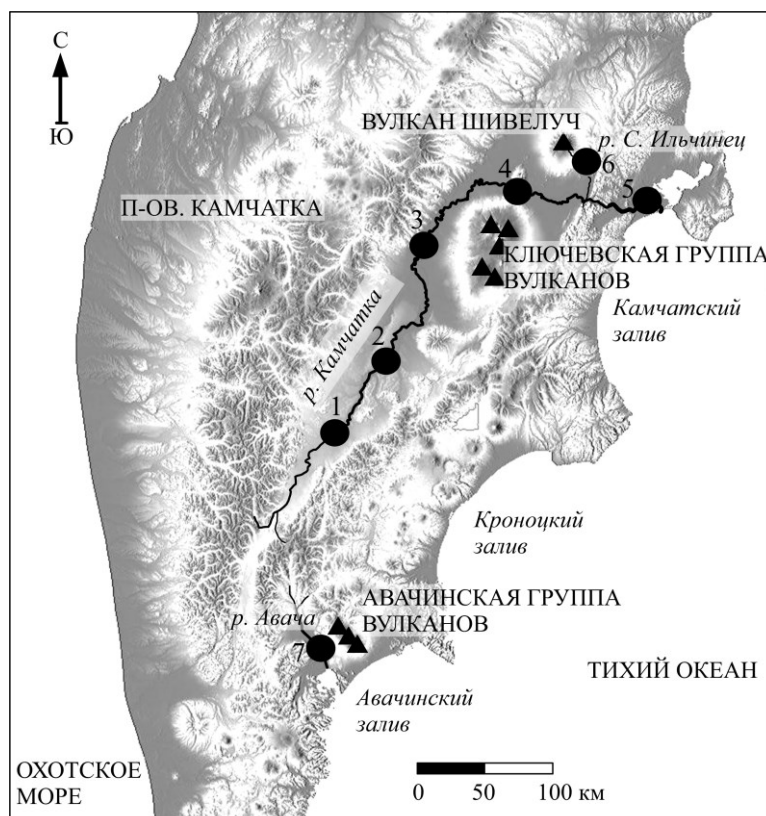 С
Ю
ВУЛКАН ШИВЕЛУЧ
р. С. Ильчинец
4
6
5
П-ОВ. КАМЧАТКА
3
КЛЮЧЕВСКАЯ ГРУППА
ВУЛКАНОВ
Камчатский
залив
р. Камчатка
2
1
Кроноцкий
залив
АВАЧИНСКАЯ ГРУППА
ВУЛКАНОВ
р. Авача
7
ТИХИЙ ОКЕАН
Авачинский
залив
ОХОТСКОЕ
МОРЕ
0 50 100 км